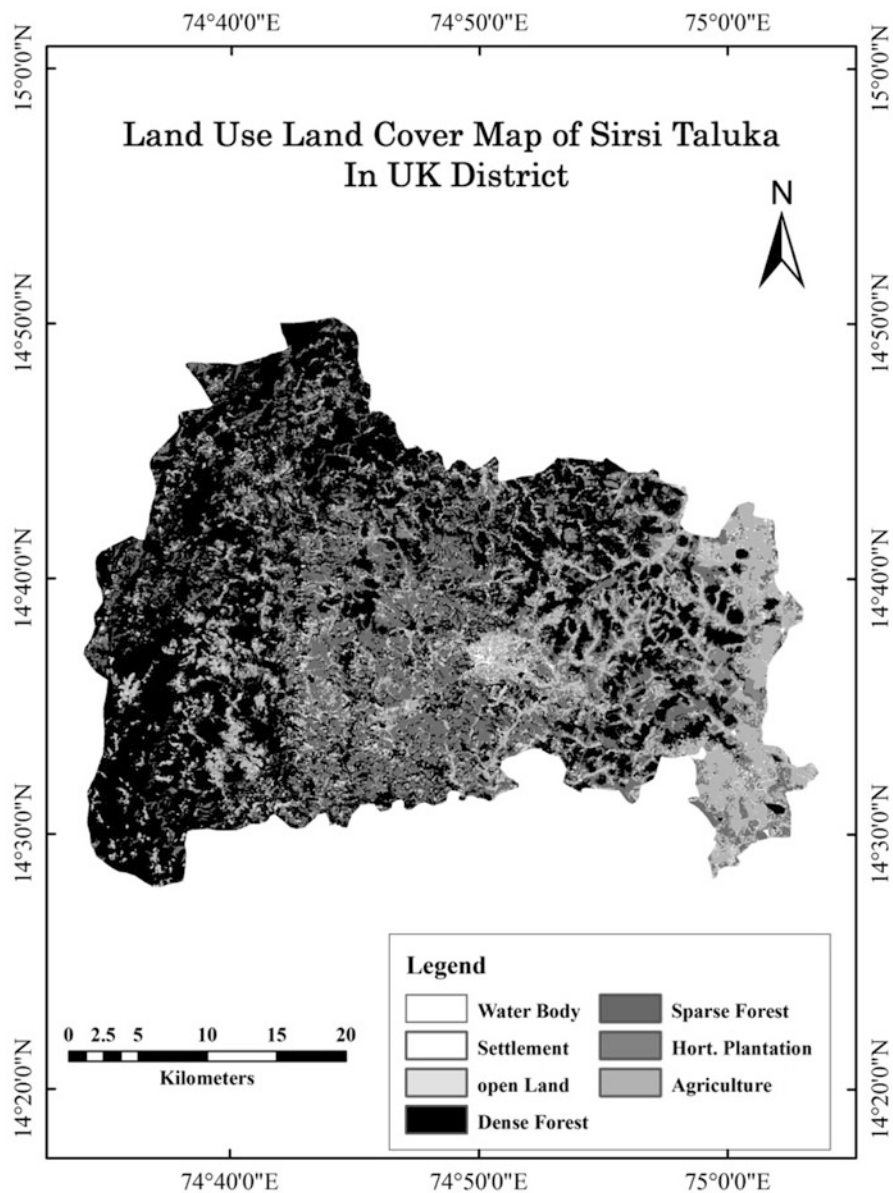 74°40'0"E 74°50'0"E 75°0'0"E
15°0'0"N 15°0'0"N
Land Use Land Cover Map of Sirsi Taluka
In UK District
N
14°50'0"N 14°50'0"N
14°40'0"N 14°40'0"N
14°30'0"N 14°30'0"N
Legend
Water Body Sparse Forest
Settlement Hort. Plantation
open Land Agriculture
Dense Forest
0 2.5 5 10 15 20
Kilometers
14°20'0"N 14°20'0"N
74°40'0"E 74°50'0"E 75°0'0"E